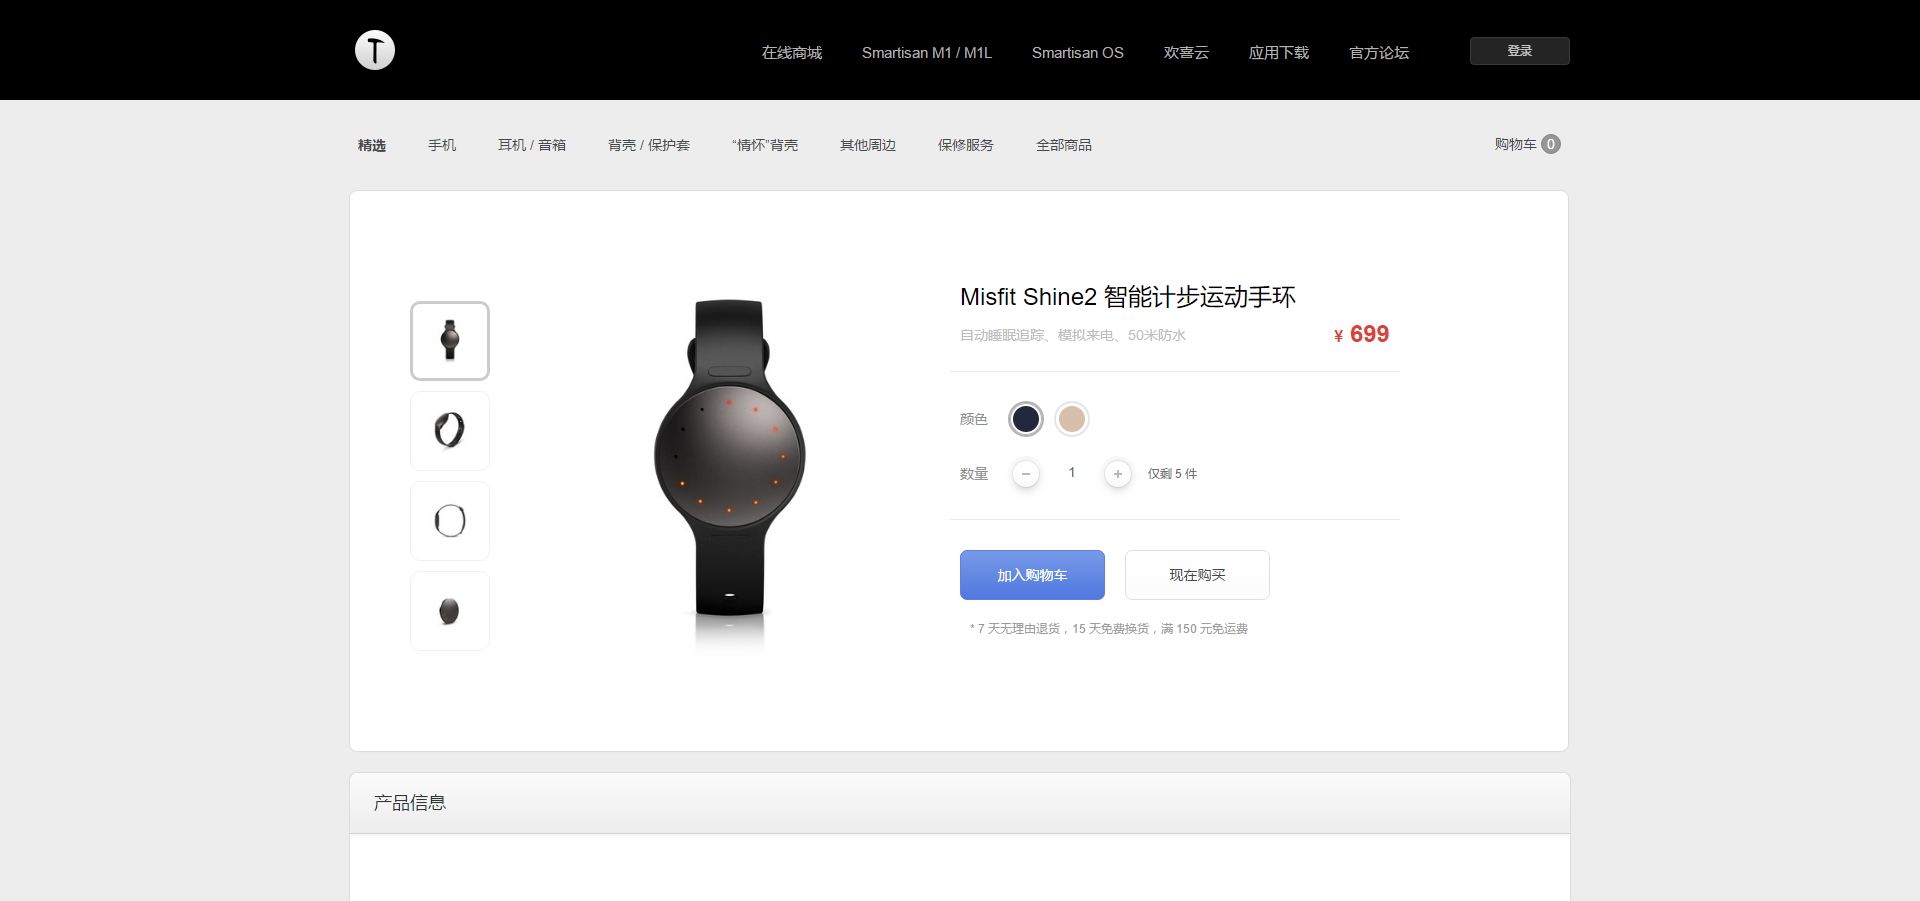 在线商城
Smartisan M1 / M1L
Smartisan OS
欢喜云
应用下载
官方论坛
登录
精选
手机
耳机 / 音箱
背壳 / 保护套
“情怀”背壳
其他周边
保修服务
全部商品
购物车 0
Misfit Shine2 智能计步运动手环
自动睡眠追踪、模拟来电、50米防水
¥ 699
颜色
数量
− 1 +
仅剩 5 件
加入购物车
现在购买
* 7 天无理由退货，15 天免费换货，满 150 元免运费
产品信息